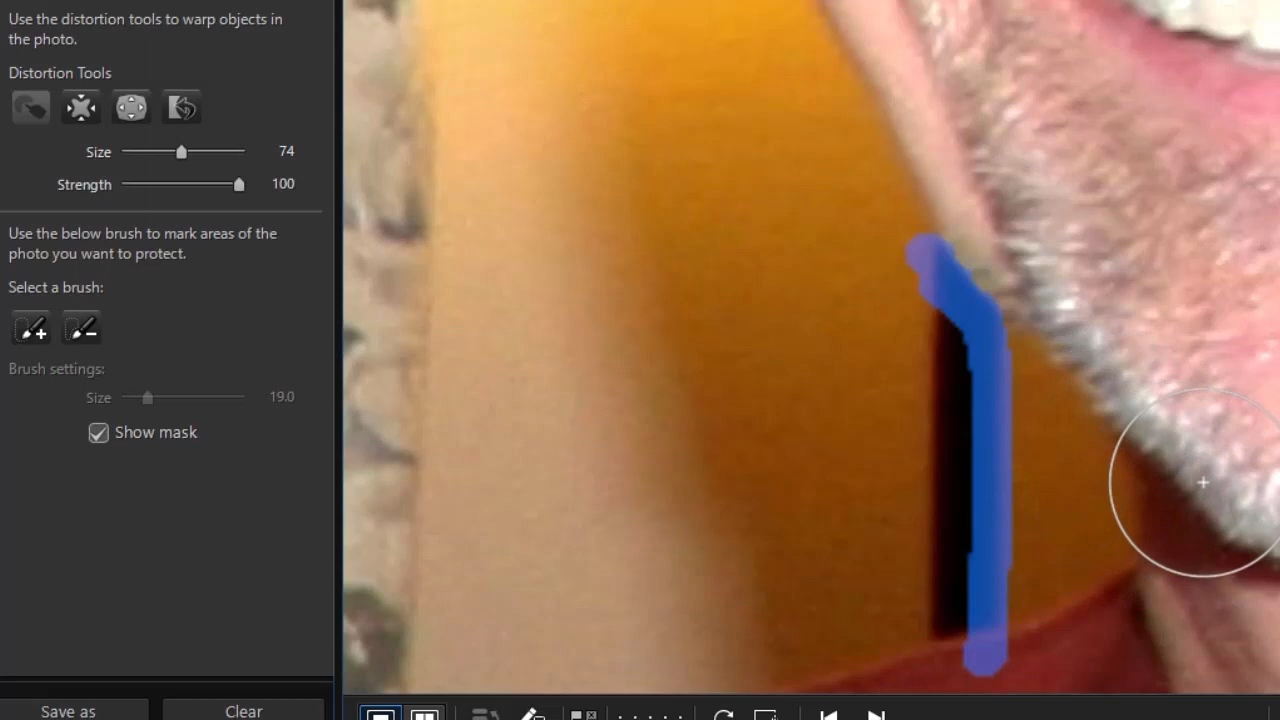 Use the distortion tools to warp objects in
the photo.
Distortion Tools
Size 74
Strength 100
Use the below brush to mark areas of the
photo you want to protect.
Select a brush:
Brush settings:
Size 19.0
Show mask
Save as Clear